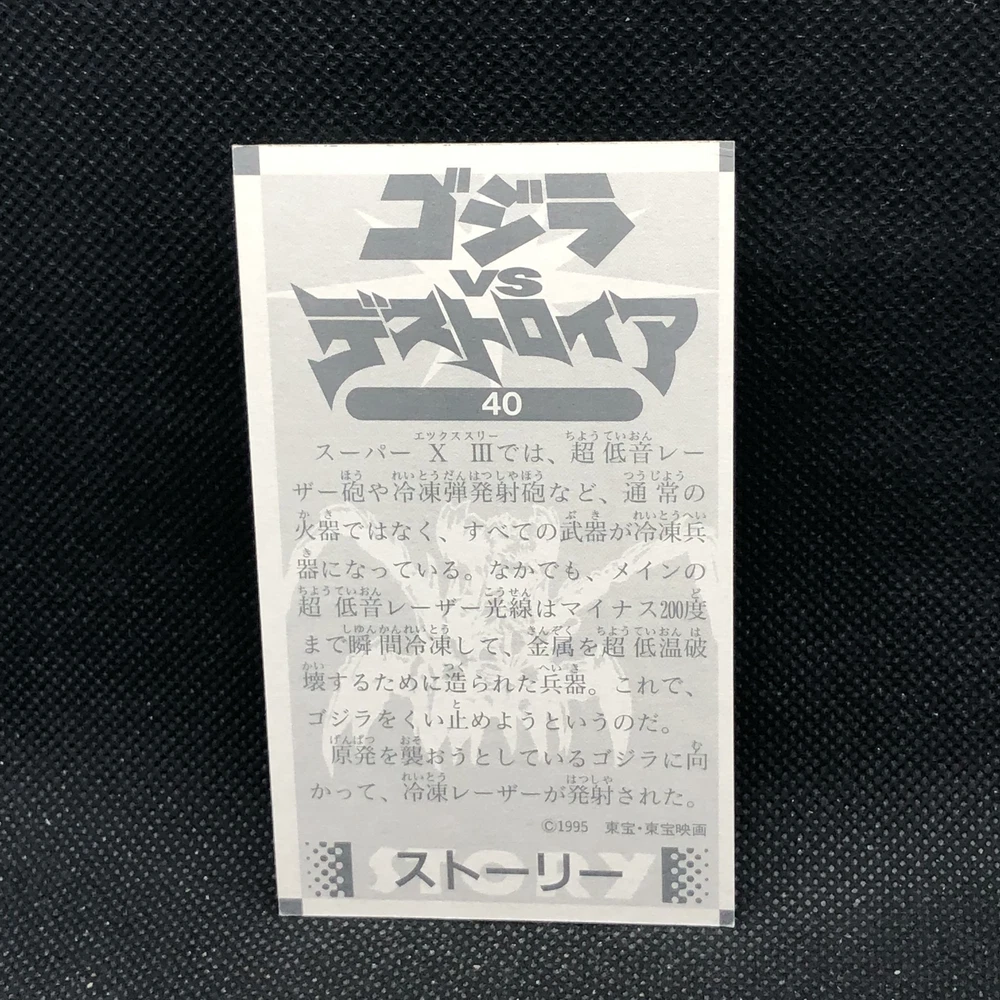 ゴジラ
VS
デストロイア
40
スーパーX Ⅲでは、超低音レー
ザー砲や冷凍弾発射砲など、通常の
火器ではなく、すべての武器が冷凍兵
器になっている。なかでも、メインの
超低音レーザー光線はマイナス200度
まで瞬間冷凍して、金属を超低温破
壊するために造られた兵器。これで、
ゴジラをくい止めようというのだ。
原発を襲おうとしているゴジラに向
かって、冷凍レーザーが発射された。
©1995 東宝・東宝映画
STORY
ストーリー